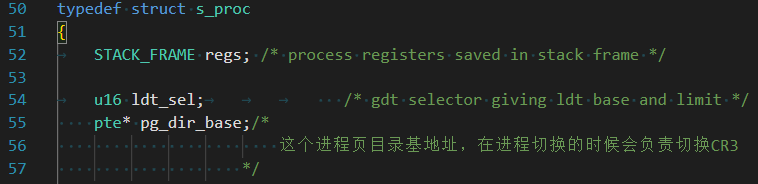 50 typedef struct s_proc
51 {
52 STACK_FRAME regs; /* process registers saved in stack frame */
53
54 u16 ldt_sel; /* gdt selector giving ldt base and limit */
55 pte* pg_dir_base;/*
56 这个进程页目录基地址，在进程切换的时候会负责切换CR3
57 */